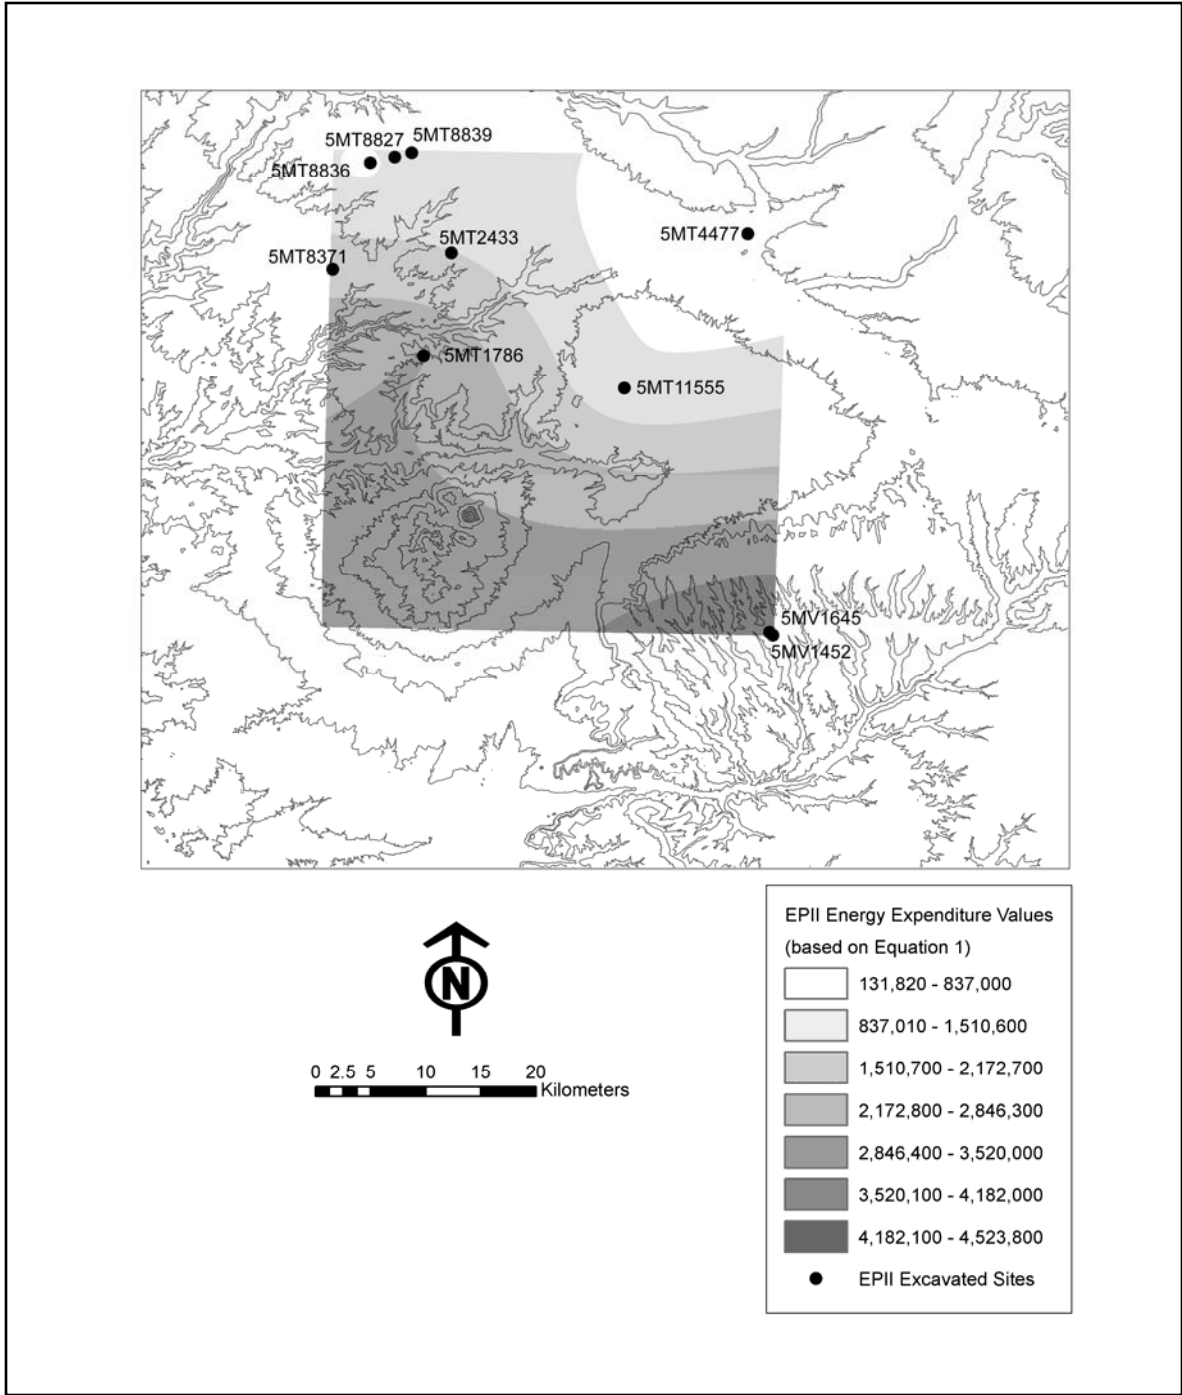 5MT8827
5MT8839
5MT8836
5MT4477
5MT2433
5MT8371
5MT1786
5MT11555
5MV1645
5MV1452
N
0 2.5 5 10 15 20
Kilometers
EPII Energy Expenditure Values
(based on Equation 1)
131,820 - 837,000
837,010 - 1,510,600
1,510,700 - 2,172,700
2,172,800 - 2,846,300
2,846,400 - 3,520,000
3,520,100 - 4,182,000
4,182,100 - 4,523,800
EPII Excavated Sites